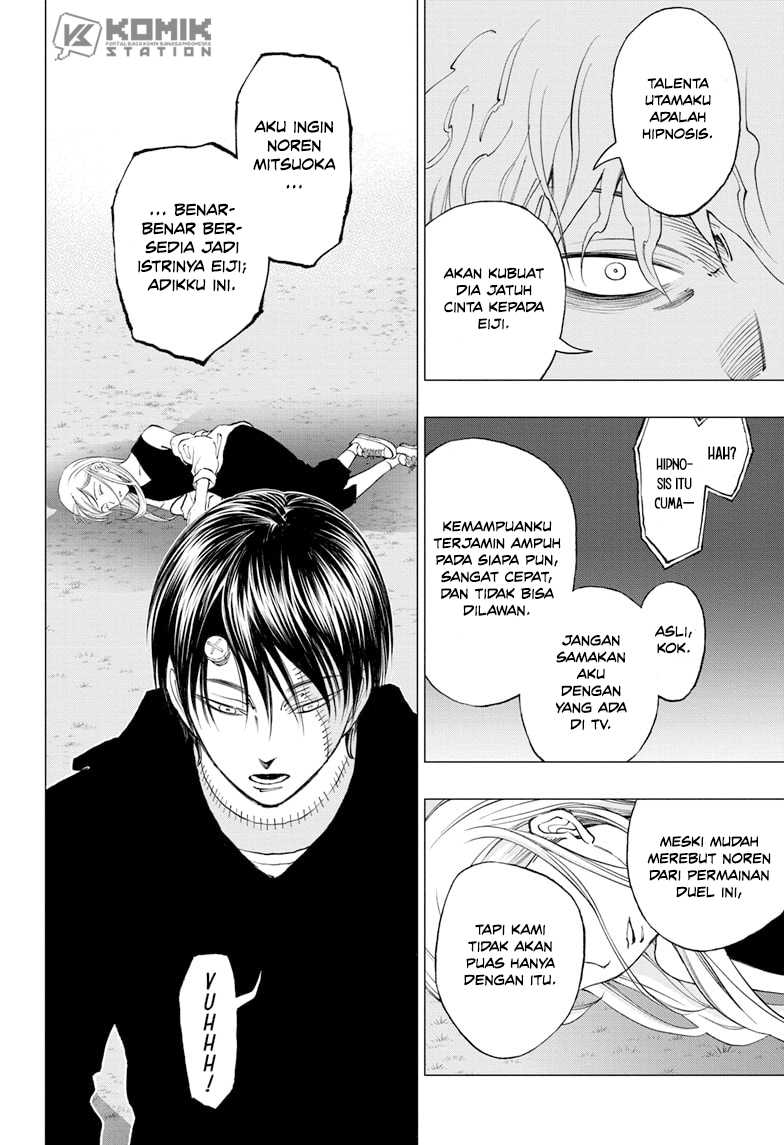 KOMIK
STATION
TALENTA
UTAMAKU
ADALAH
HIPNOSIS.
AKAN KUBUAT
DIA JATUH
CINTA KEPADA
EIJI.
HAH?
HIPNO-
SIS ITU
CUMA—
ASLI,
KOK.
JANGAN
SAMAKAN
AKU
DENGAN
YANG ADA
DI TV.
KEMAMPUANKU
TERJAMIN AMPUH
PADA SIAPA PUN,
SANGAT CEPAT,
DAN TIDAK BISA
DILAWAN.
MESKI MUDAH
MEREBUT NOREN
DARI PERMAINAN
DUEL INI,
TAPI KAMI
TIDAK AKAN
PUAS HANYA
DENGAN ITU.
AKU INGIN
NOREN
MITSUOKA
...
... BENAR-
BENAR BER-
SEDIA JADI
ISTRINYA EIJI;
ADIKKU INI.
VUHHH!